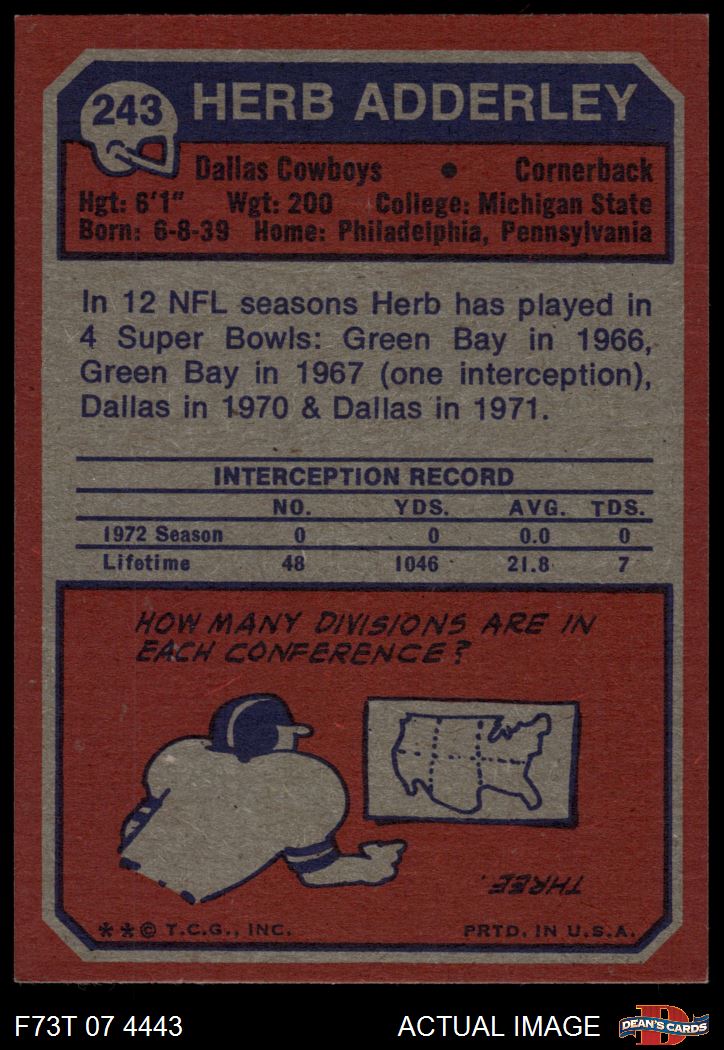 243
HERB ADDERLEY
Dallas Cowboys • Cornerback
Hgt: 6'1" Wgt: 200 College: Michigan State
Born: 6-8-39 Home: Philadelphia, Pennsylvania
In 12 NFL seasons Herb has played in
4 Super Bowls: Green Bay in 1966,
Green Bay in 1967 (one interception),
Dallas in 1970 & Dallas in 1971.
INTERCEPTION RECORD
NO. YDS. AVG. TDS.
1972 Season 0 0 0.0 0
Lifetime 48 1046 21.8 7
HOW MANY DIVISIONS ARE IN
EACH CONFERENCE?
THREE.
**© T.C.G., INC. PRTD. IN U.S.A.
F73T 07 4443 ACTUAL IMAGE
D
DEAN'S CARDS